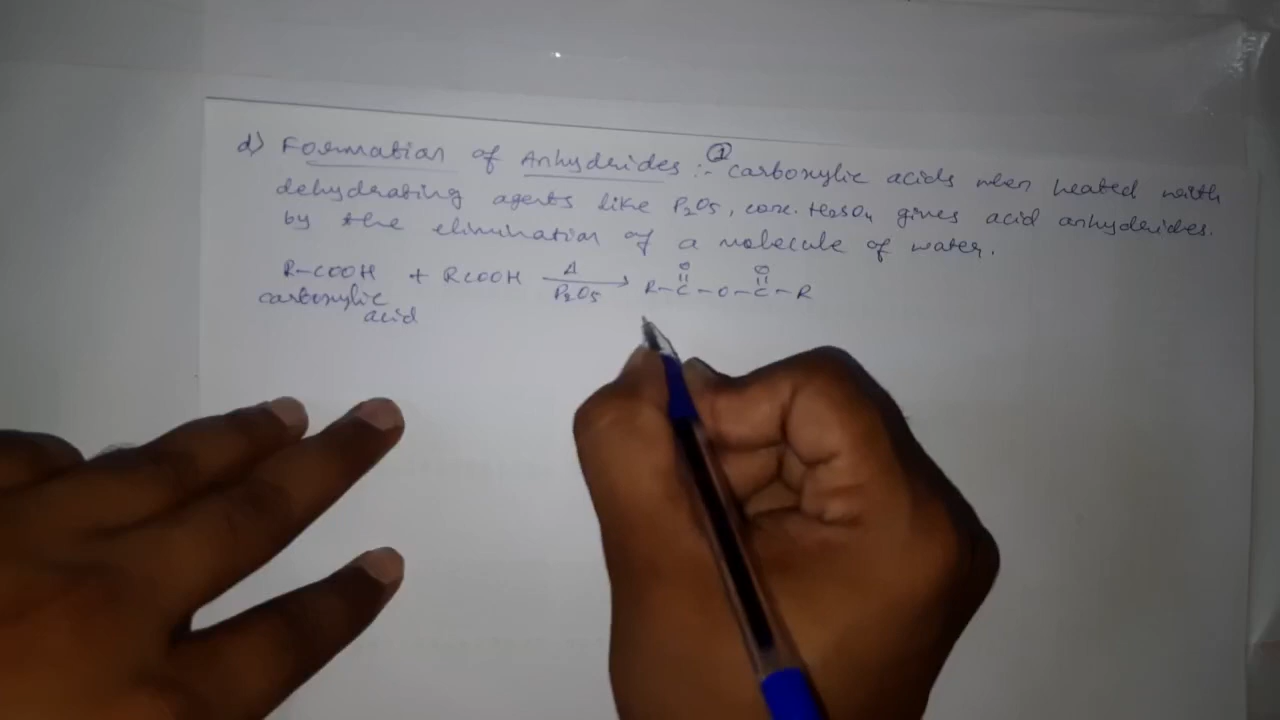 d) Formation of Anhydrides :- ① carboxylic acids when heated with
dehydrating agents like P₂O₅, conc. H₂SO₄ gives acid anhydrides.
by the elimination of a molecule of water.
O O
R-COOH + RCOOH Δ P₂O₅ → R-C-O-C-R
carboxylic
acid